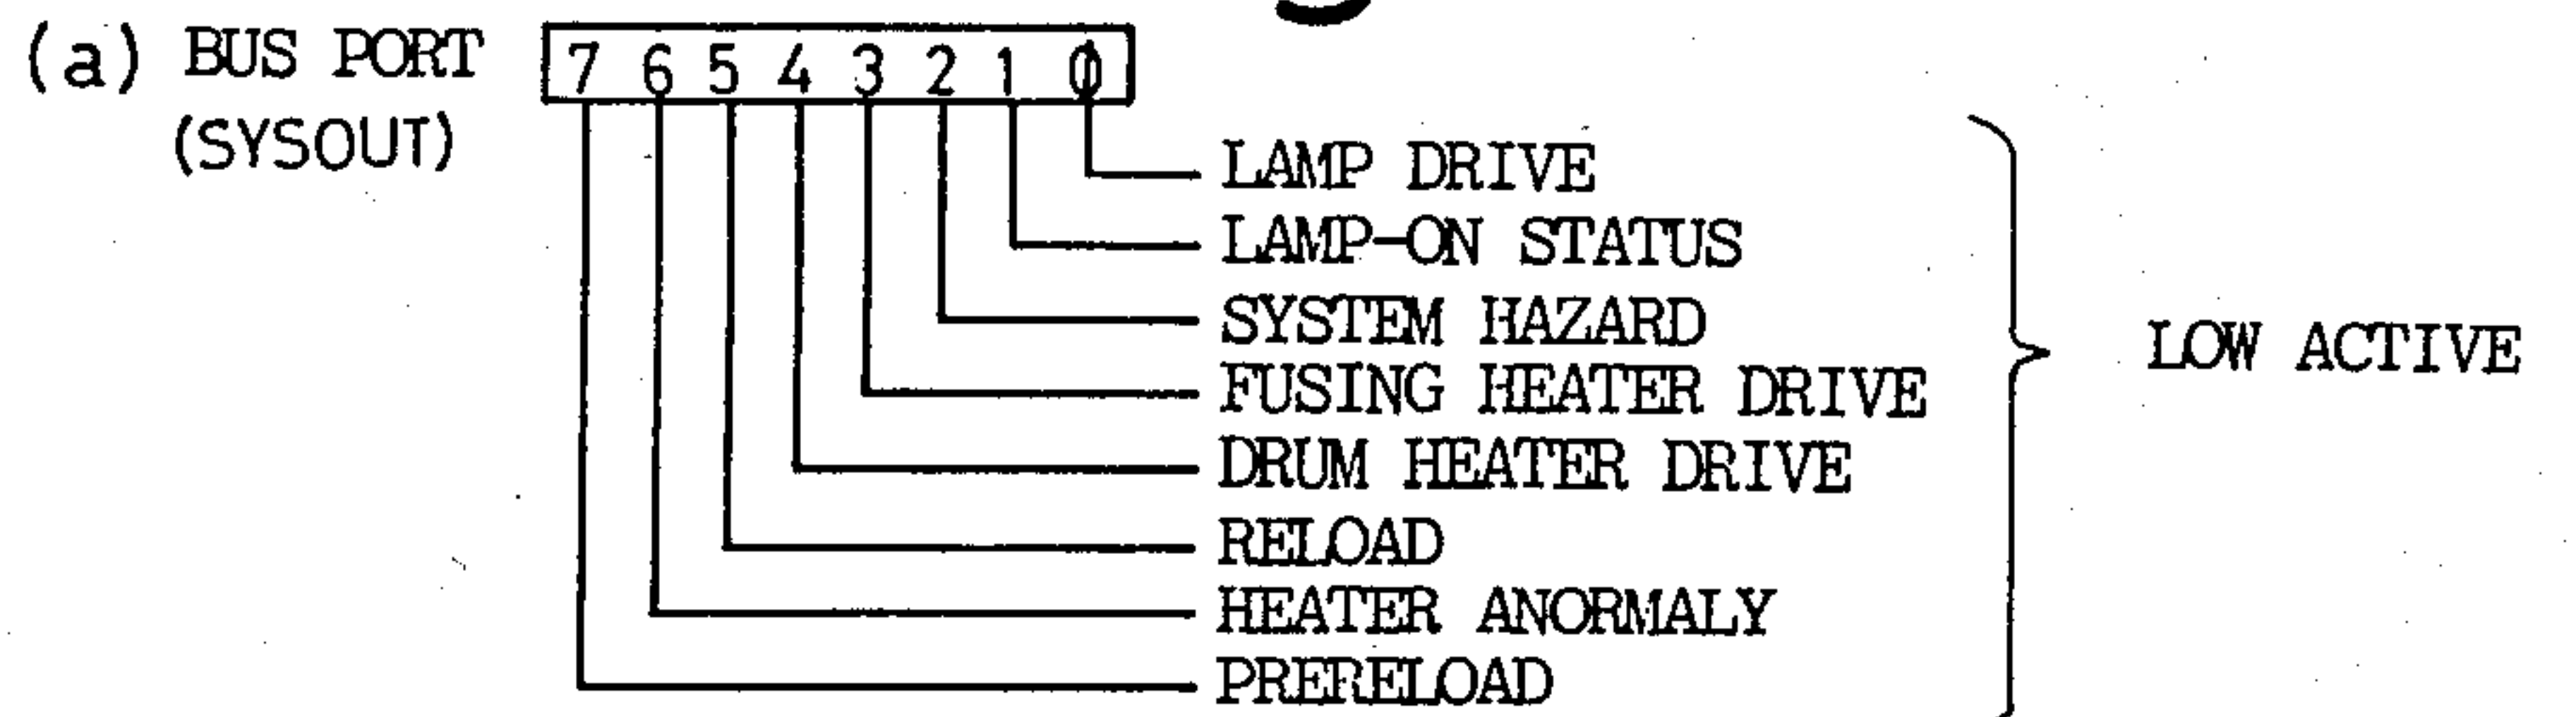 (a) BUS PORT 7 6 5 4 3 2 1 0
(SYSOUT)
LAMP DRIVE
LAMP-ON STATUS
SYSTEM HAZARD
FUSING HEATER DRIVE
LOW ACTIVE
DRUM HEATER DRIVE
RELOAD
HEATER ANORMALY
PRERELOAD